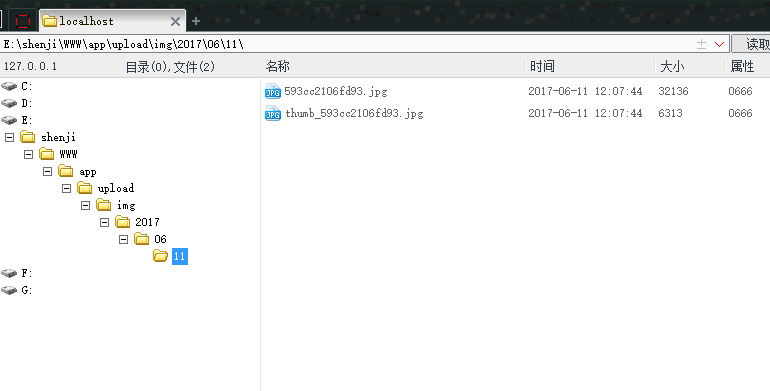 localhost
E:\shenji\WWW\app\upload\img\2017\06\11\
读取
127.0.0.1 目录(0),文件(2) 名称 时间 大小 属性
C:
D:
E:
shenji
WWW
app
upload
img
2017
06
11
F:
G:
JPG 593cc2106fd93.jpg 2017-06-11 12:07:44 32136 0666
JPG thumb_593cc2106fd93.jpg 2017-06-11 12:07:44 6313 0666